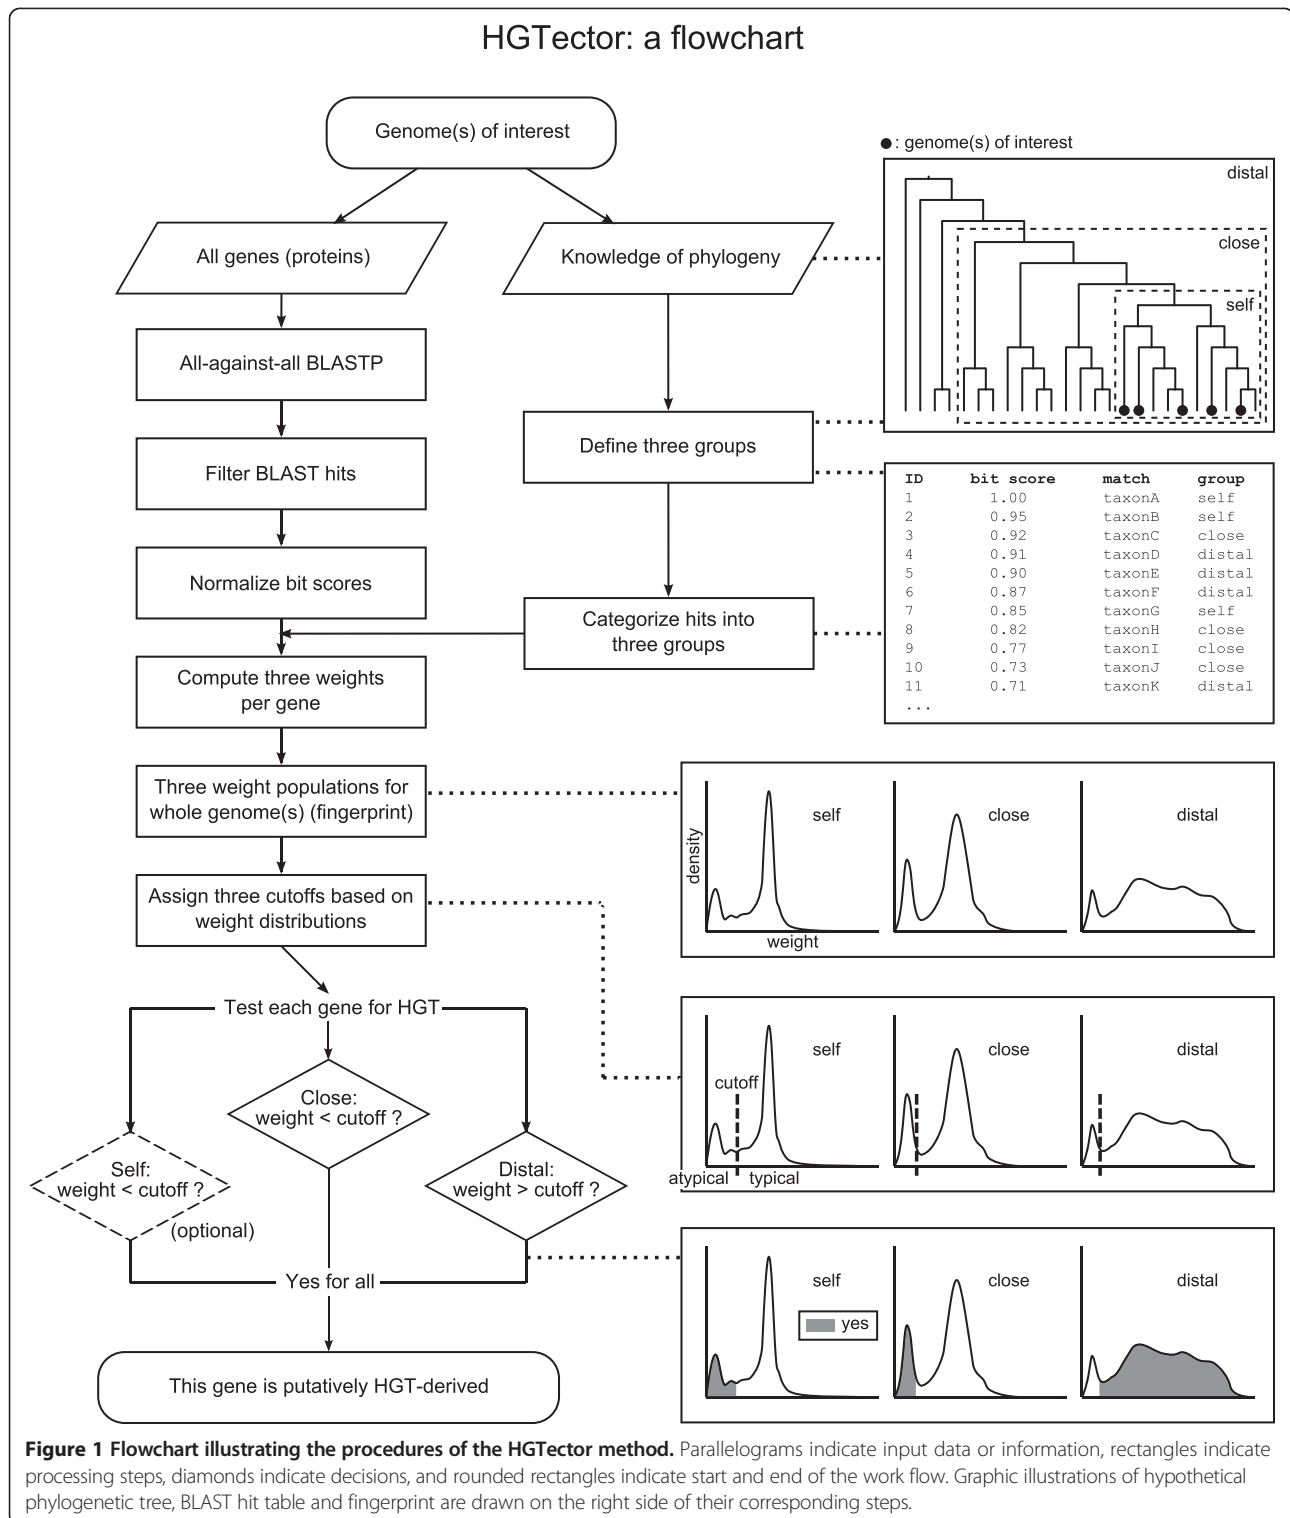 HGTector: a flowchart
Genome(s) of interest
All genes (proteins)
Knowledge of phylogeny
All-against-all BLASTP
Filter BLAST hits
Define three groups
Normalize bit scores
Categorize hits into
three groups
Compute three weights
per gene
Three weight populations for
whole genome(s) (fingerprint)
Assign three cutoffs based on
weight distributions
Test each gene for HGT
Close:
weight < cutoff ?
Self:
weight < cutoff ?
(optional)
Distal:
weight > cutoff ?
Yes for all
This gene is putatively HGT-derived
●: genome(s) of interest
distal
close
self
ID bit score match group
1 1.00 taxonA self
2 0.95 taxonB self
3 0.92 taxonC close
4 0.91 taxonD distal
5 0.90 taxonE distal
6 0.87 taxonF distal
7 0.85 taxonG self
8 0.82 taxonH close
9 0.77 taxonI close
10 0.73 taxonJ close
11 0.71 taxonK distal
...
self close distal
density
weight
self close distal
cutoff
atypical typical
self close distal
yes
Figure 1 Flowchart illustrating the procedures of the HGTector method. Parallelograms indicate input data or information, rectangles indicate
processing steps, diamonds indicate decisions, and rounded rectangles indicate start and end of the work flow. Graphic illustrations of hypothetical
phylogenetic tree, BLAST hit table and fingerprint are drawn on the right side of their corresponding steps.